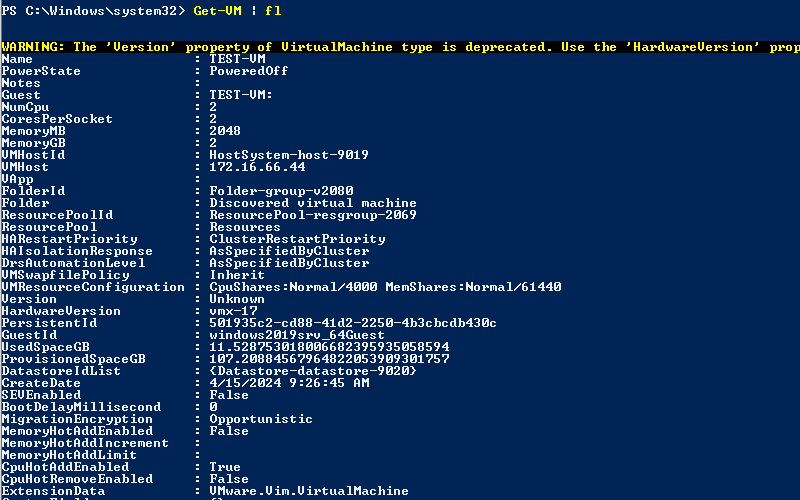 PS C:\Windows\system32> Get-VM | fl
WARNING: The 'Version' property of VirtualMachine type is deprecated. Use the 'HardwareVersion' prop
Name : TEST-VM
PowerState : PoweredOff
Notes :
Guest : TEST-VM:
NumCpu : 2
CoresPerSocket : 2
MemoryMB : 2048
MemoryGB : 2
VMHostId : HostSystem-host-9019
VMHost : 172.16.66.44
VApp :
FolderId : Folder-group-v2080
Folder : Discovered virtual machine
ResourcePoolId : ResourcePool-resgroup-2069
ResourcePool : Resources
HARestartPriority : ClusterRestartPriority
HAIsolationResponse : AsSpecifiedByCluster
DrsAutomationLevel : AsSpecifiedByCluster
VMSwapfilePolicy : Inherit
VMResourceConfiguration : CpuShares:Normal/4000 MemShares:Normal/61440
Version : Unknown
HardwareVersion : vmx-17
PersistentId : 501935c2-cd88-41d2-2250-4b3cbcdb430c
GuestId : windows2019srv_64Guest
UsedSpaceGB : 11.528753018006682395935058594
ProvisionedSpaceGB : 107.20884567964822053909301757
DatastoreIdList : {Datastore-datastore-9020}
CreateDate : 4/15/2024 9:26:45 AM
SEVEnabled : False
BootDelayMillisecond : 0
MigrationEncryption : Opportunistic
MemoryHotAddEnabled : False
MemoryHotAddIncrement :
MemoryHotAddLimit :
CpuHotAddEnabled : True
CpuHotRemoveEnabled : False
ExtensionData : VMware.Vim.VirtualMachine